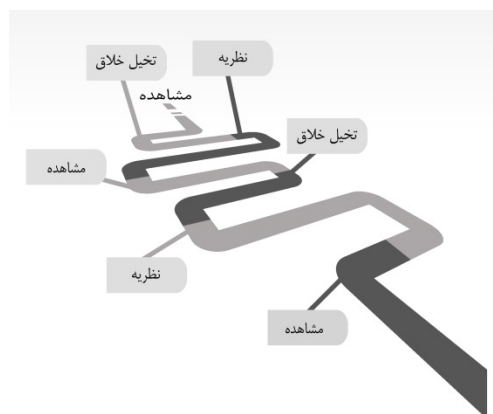 نظریه
تخیل خلاق
مشاهده
تخیل خلاق
مشاهده
نظریه
مشاهده